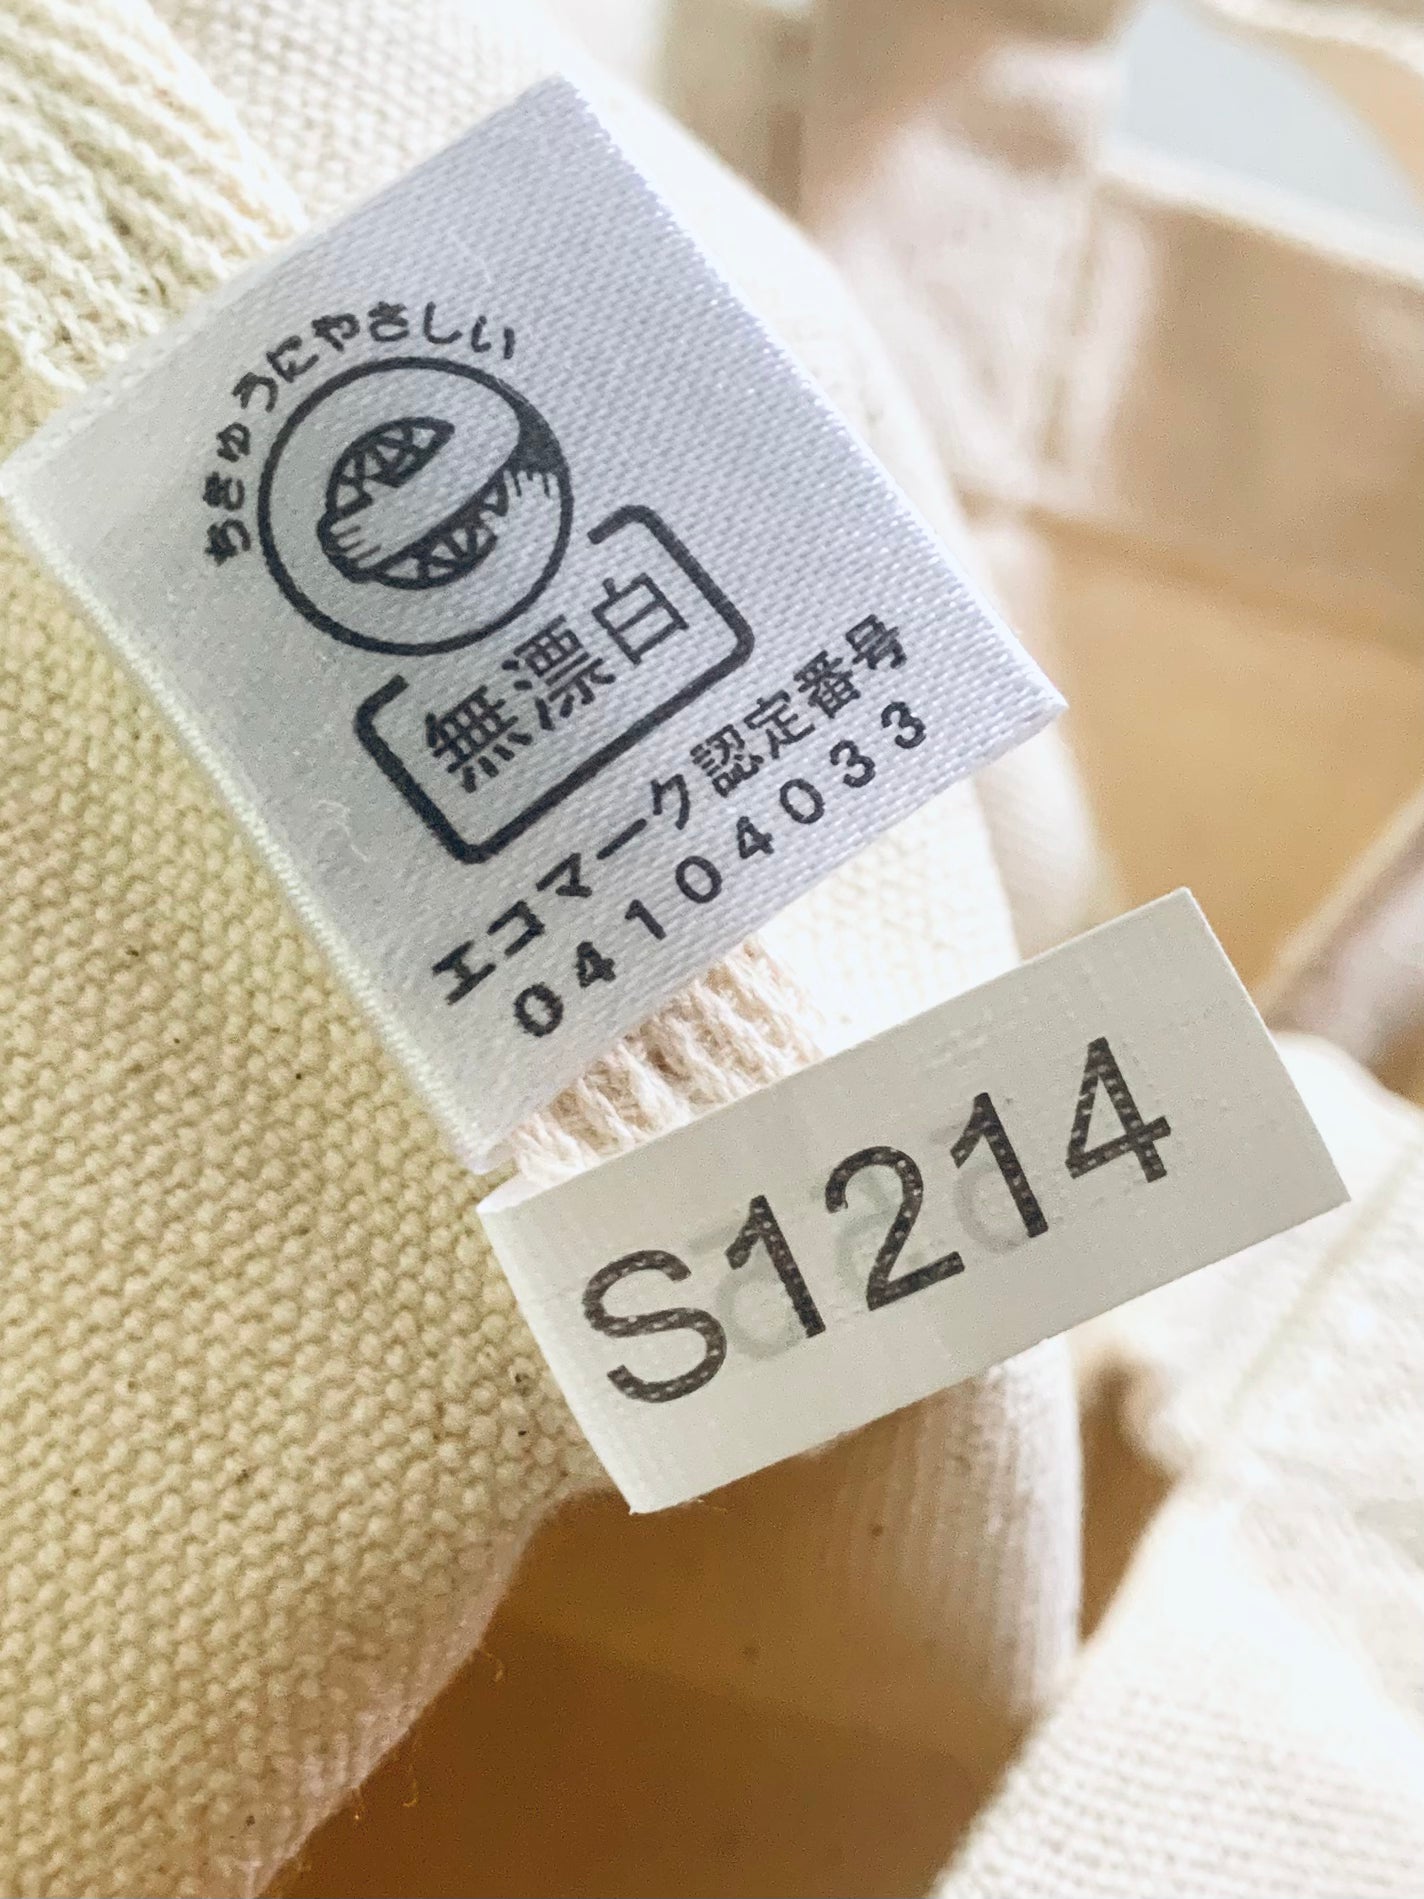 ちきゅうにやさしい
無漂白
エコマーク認定番号
04104033
S1214